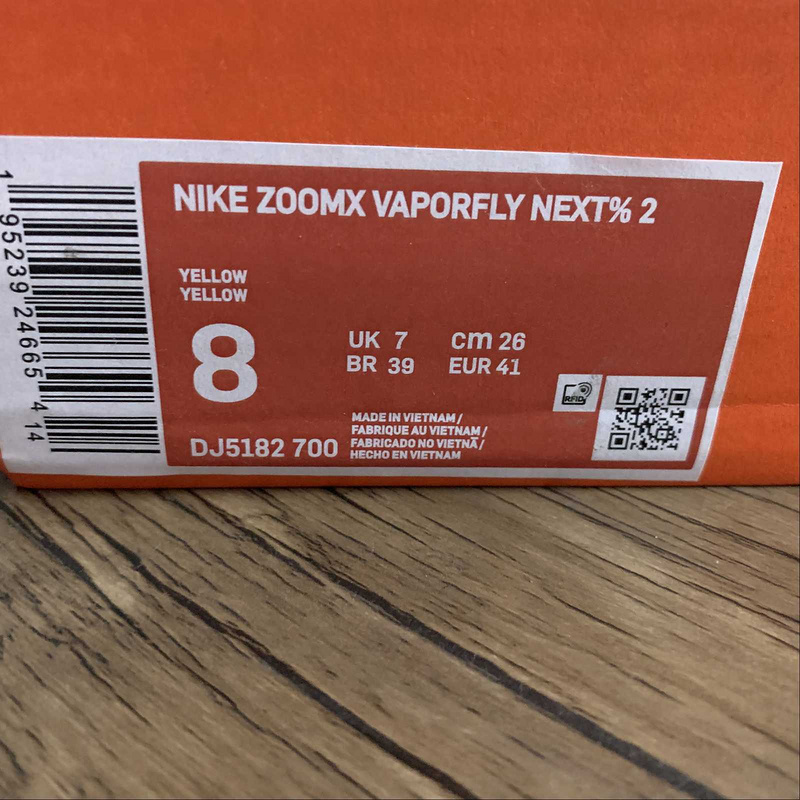 NIKE ZOOMX VAPORFLY NEXT% 2
YELLOW
YELLOW
8
UK 7 cm 26
BR 39 EUR 41
DJ5182 700
MADE IN VIETNAM /
FABRIQUE AU VIETNAM /
FABRICADO NO VIETNÃ /
HECHO EN VIETNAM
RFID
1 95239 24665 4 14